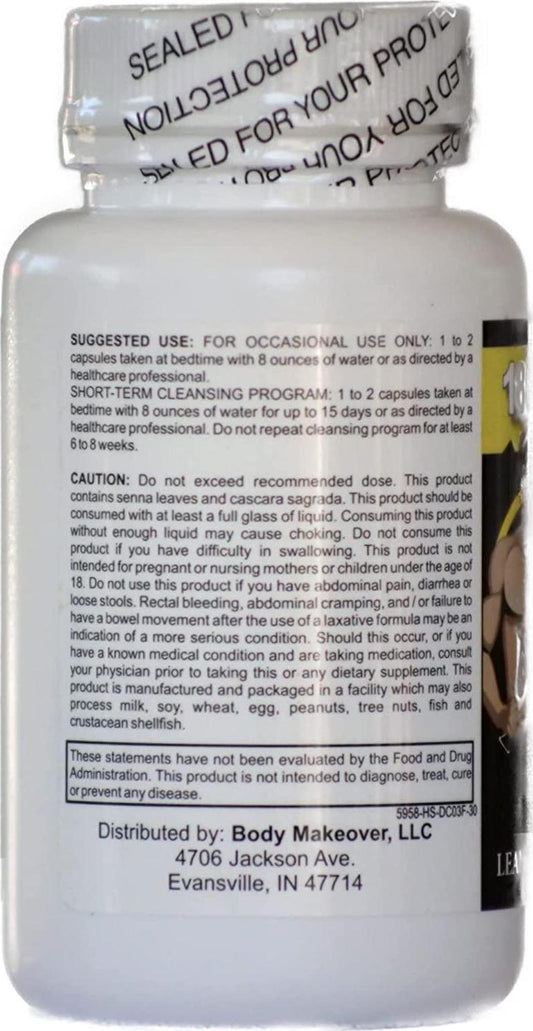 SEALED
YOUR PROTECTION
SEALED FOR YOUR PROTE
FOR YOUR
SUGGESTED USE: FOR OCCASIONAL USE ONLY: 1 to 2
capsules taken at bedtime with 8 ounces of water or as directed by a
healthcare professional.
SHORT-TERM CLEANSING PROGRAM: 1 to 2 capsules taken at
bedtime with 8 ounces of water for up to 15 days or as directed by a
healthcare professional. Do not repeat cleansing program for at least
6 to 8 weeks.
CAUTION: Do not exceed recommended dose. This product
contains senna leaves and cascara sagrada. This product should be
consumed with at least a full glass of liquid. Consuming this product
without enough liquid may cause choking. Do not consume this
product if you have difficulty in swallowing. This product is not
intended for pregnant or nursing mothers or children under the age of
18. Do not use this product if you have abdominal pain, diarrhea or
loose stools. Rectal bleeding, abdominal cramping, and / or failure to
have a bowel movement after the use of a laxative formula may be an
indication of a more serious condition. Should this occur, or if you
have a known medical condition and are taking medication, consult
your physician prior to taking this or any dietary supplement. This
product is manufactured and packaged in a facility which may also
process milk, soy, wheat, egg, peanuts, tree nuts, fish and
crustacean shellfish.
These statements have not been evaluated by the Food and Drug
Administration. This product is not intended to diagnose, treat, cure
or prevent any disease.
5958-HS-DC03F-30
Distributed by: Body Makeover, LLC
4706 Jackson Ave.
Evansville, IN 47714
18
LEA